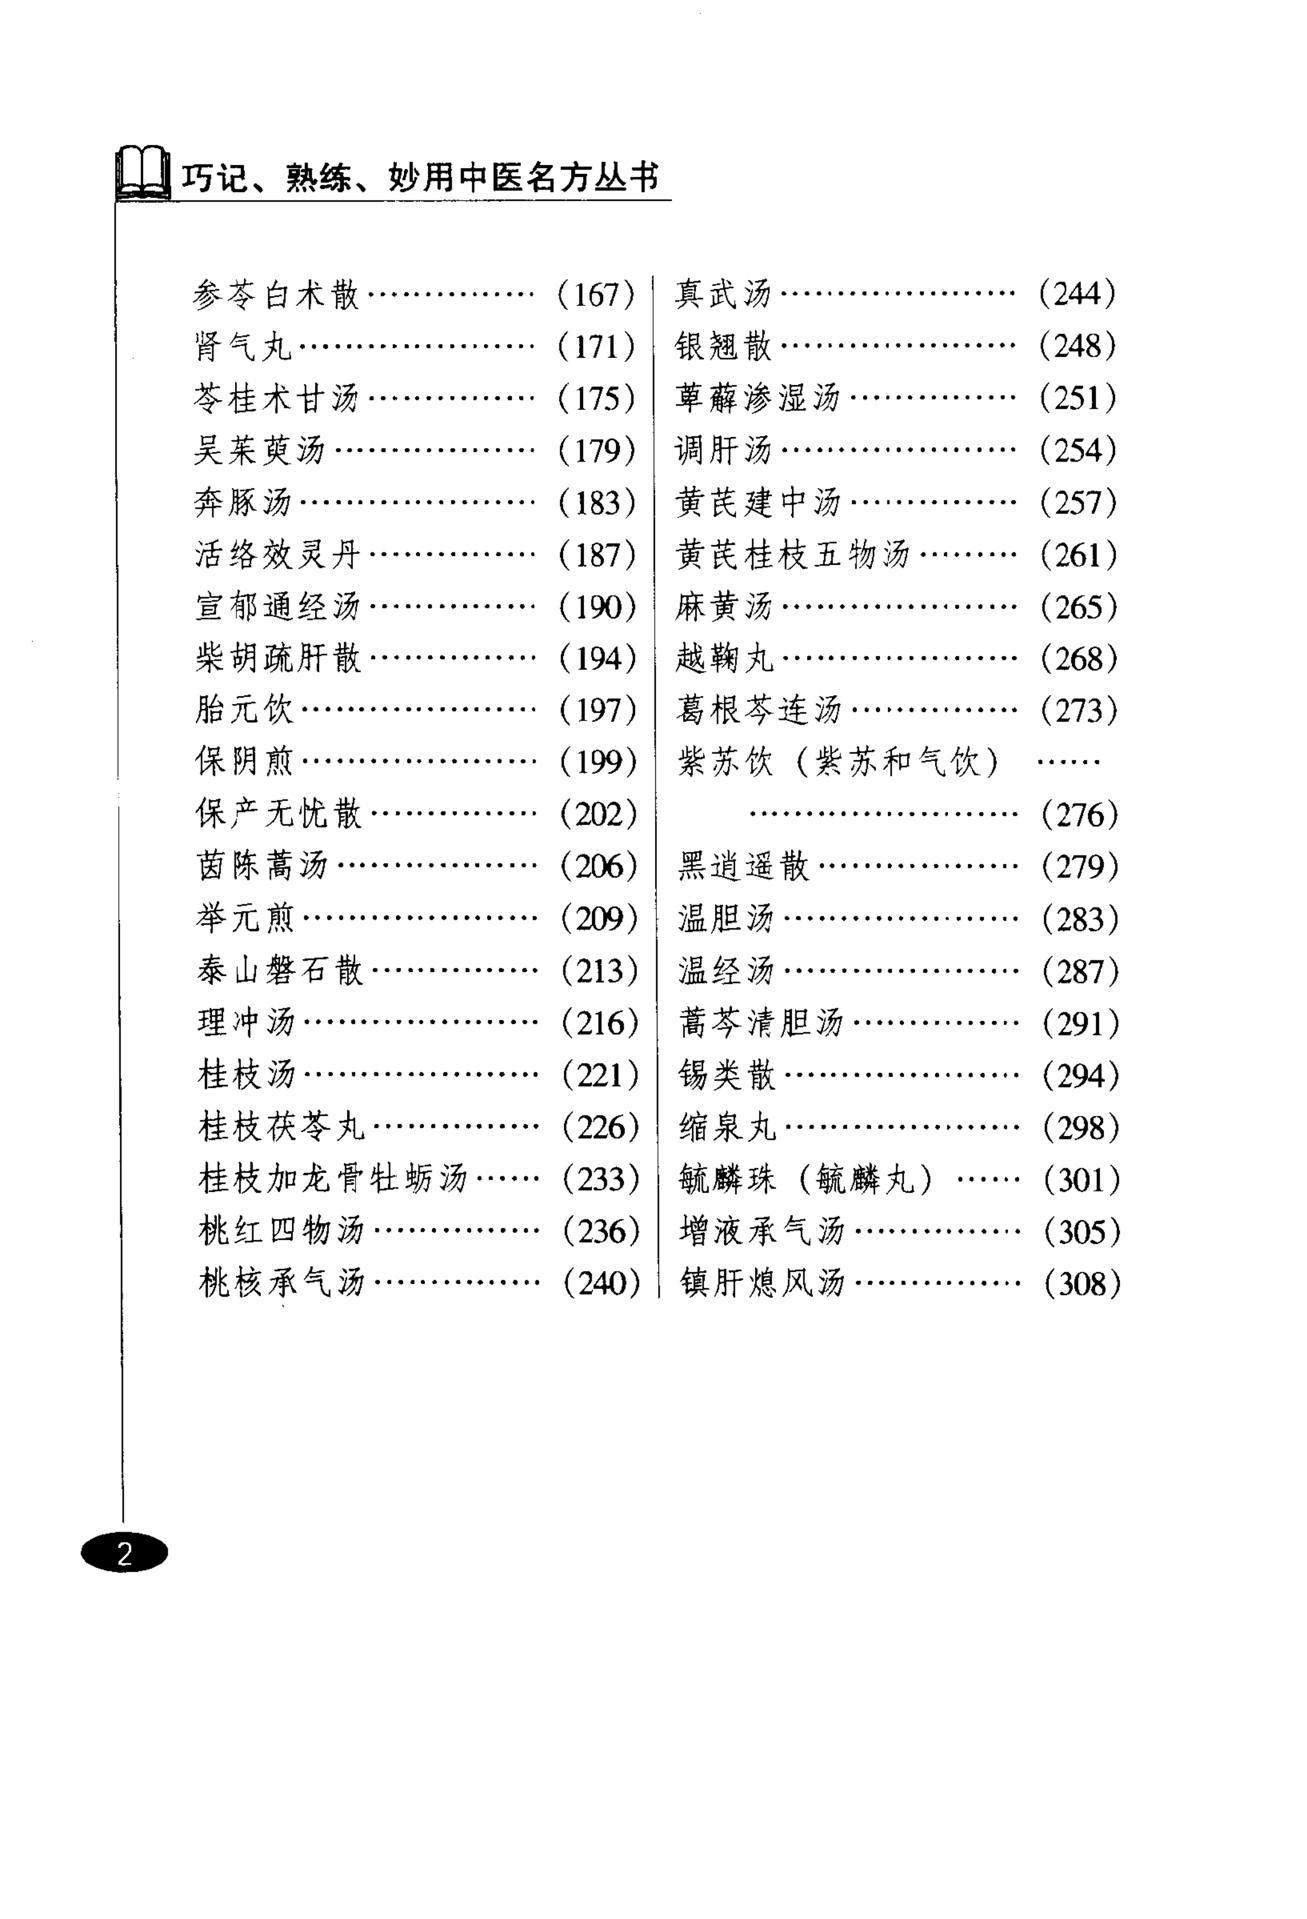 巧记、熟练、妙用中医名方丛书
参苓白术散…………… (167)
肾气丸………………… (171)
苓桂术甘汤…………… (175)
吴茱萸汤……………… (179)
奔豚汤………………… (183)
活络效灵丹…………… (187)
宣郁通经汤…………… (190)
柴胡疏肝散…………… (194)
胎元饮………………… (197)
保阴煎………………… (199)
保产无忧散…………… (202)
茵陈蒿汤……………… (206)
举元煎………………… (209)
泰山磐石散…………… (213)
理冲汤………………… (216)
桂枝汤………………… (221)
桂枝茯苓丸…………… (226)
桂枝加龙骨牡蛎汤…… (233)
桃红四物汤…………… (236)
桃核承气汤…………… (240)
真武汤………………… (244)
银翘散………………… (248)
萆薢渗湿汤…………… (251)
调肝汤………………… (254)
黄芪建中汤…………… (257)
黄芪桂枝五物汤……… (261)
麻黄汤………………… (265)
越鞠丸………………… (268)
葛根芩连汤…………… (273)
紫苏饮（紫苏和气饮） ……
…………………… (276)
黑逍遥散……………… (279)
温胆汤………………… (283)
温经汤………………… (287)
蒿芩清胆汤…………… (291)
锡类散………………… (294)
缩泉丸………………… (298)
毓麟珠（毓麟丸）…… (301)
增液承气汤…………… (305)
镇肝熄风汤…………… (308)
2